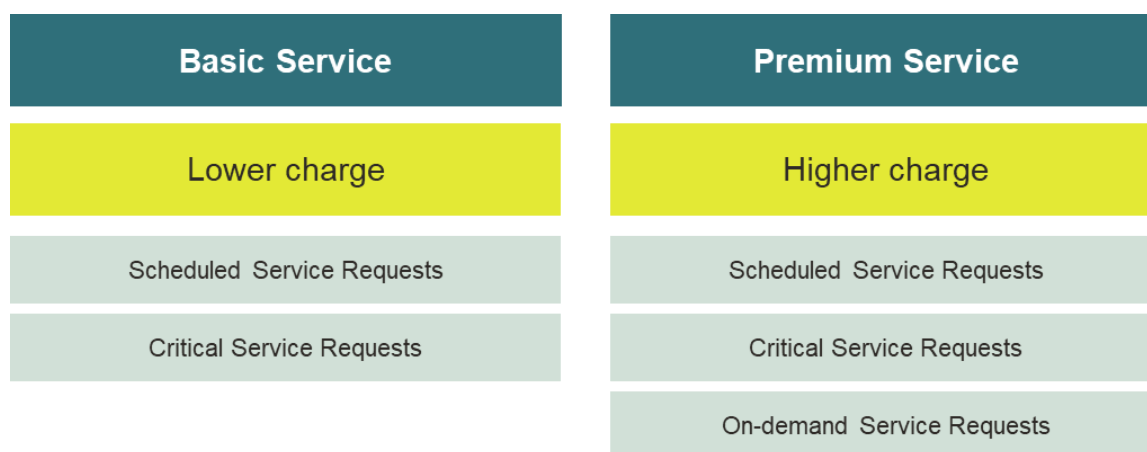 Basic Service
Lower charge
Scheduled Service Requests
Critical Service Requests
Premium Service
Higher charge
Scheduled Service Requests
Critical Service Requests
On-demand Service Requests